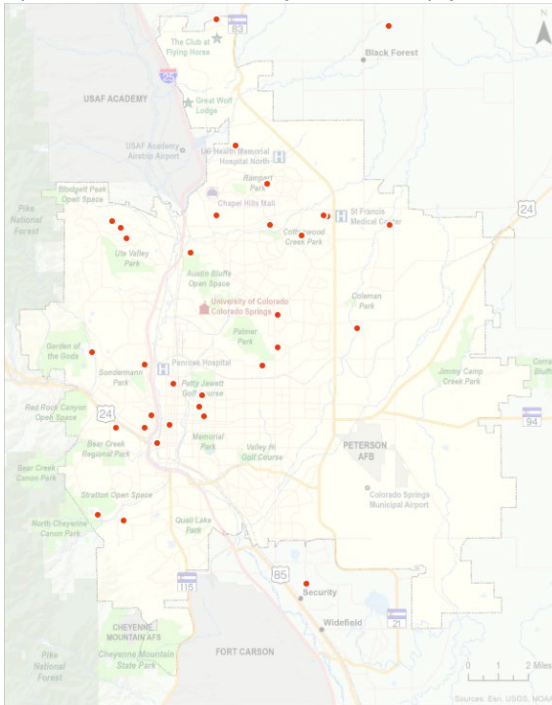 N
83
The Club at
Flying Horse
Black Forest
25
USAF ACADEMY
Great Wolf
Lodge
USAF Academy
Airstrip Airport
UC Health Memorial
Hospital North
H
Rampart
Park
Blodgett Peak
Open Space
Chapel Hills Mall
Pike
National
Forest
H
St Francis
Medical Center
24
Cottonwood
Creek Park
Ute Valley
Park
Austin Bluffs
Open Space
University of Colorado
Colorado Springs
Coleman
Park
Palmer
Park
Garden of
the Gods
Penrose Hospital
H
Sondermann
Park
Jimmy Camp
Creek Park
Corral
Bluffs
Patty Jewett
Golf Course
Red Rock Canyon
Open Space
24
94
Bear Creek
Regional Park
Memorial
Park
Valley Hi
Golf Course
PETERSON
AFB
Bear Creek
Canon Park
Stratton Open Space
Colorado Springs
Municipal Airport
North Cheyenne
Canon Park
Quail Lake
Park
85
115
Security
21
Widefield
CHEYENNE
MOUNTAIN AFS
FORT CARSON
Cheyenne Mountain
State Park
Pike
National
Forest
0 1 2 Miles
Sources: Esri, USGS, NOAA